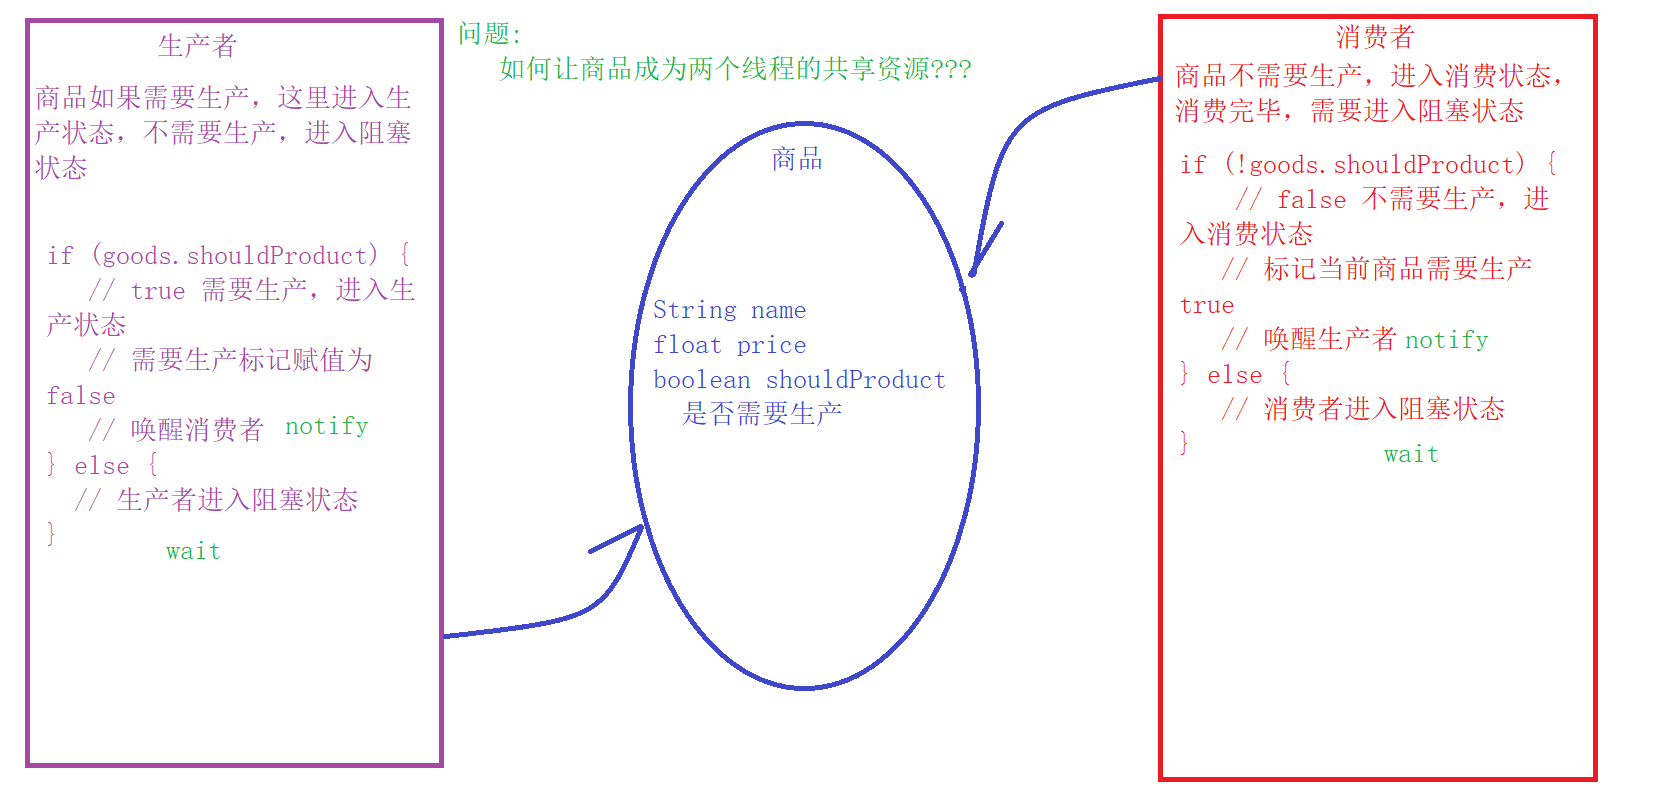 生产者
商品如果需要生产，这里进入生
产状态，不需要生产，进入阻塞
状态
if (goods.shouldProduct) {
// true 需要生产，进入生
产状态
// 需要生产标记赋值为
false
// 唤醒消费者 notify
} else {
// 生产者进入阻塞状态
}
wait
问题:
如何让商品成为两个线程的共享资源???
商品
String name
float price
boolean shouldProduct
是否需要生产
消费者
商品不需要生产，进入消费状态，
消费完毕，需要进入阻塞状态
if (!goods.shouldProduct) {
// false 不需要生产，进
入消费状态
// 标记当前商品需要生产
true
// 唤醒生产者 notify
} else {
// 消费者进入阻塞状态
}
wait